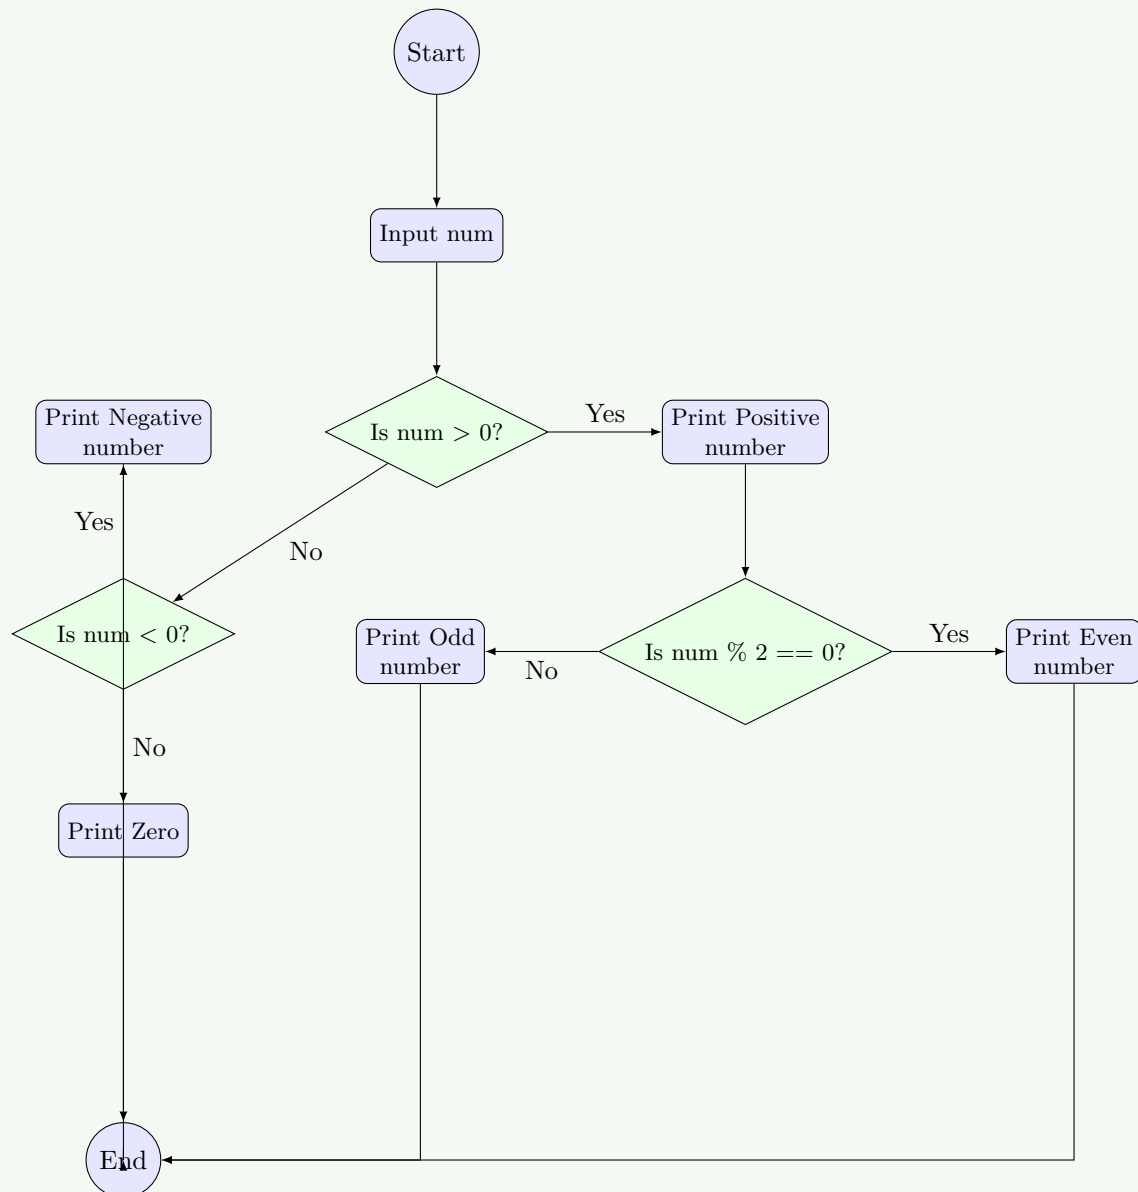 Start
Input num
Is num > 0?
Yes
Print Positive
number
Print Negative
number
Yes
No
Is num < 0?
Print Odd
number
No
Is num % 2 == 0?
Yes
Print Even
number
No
Print Zero
End